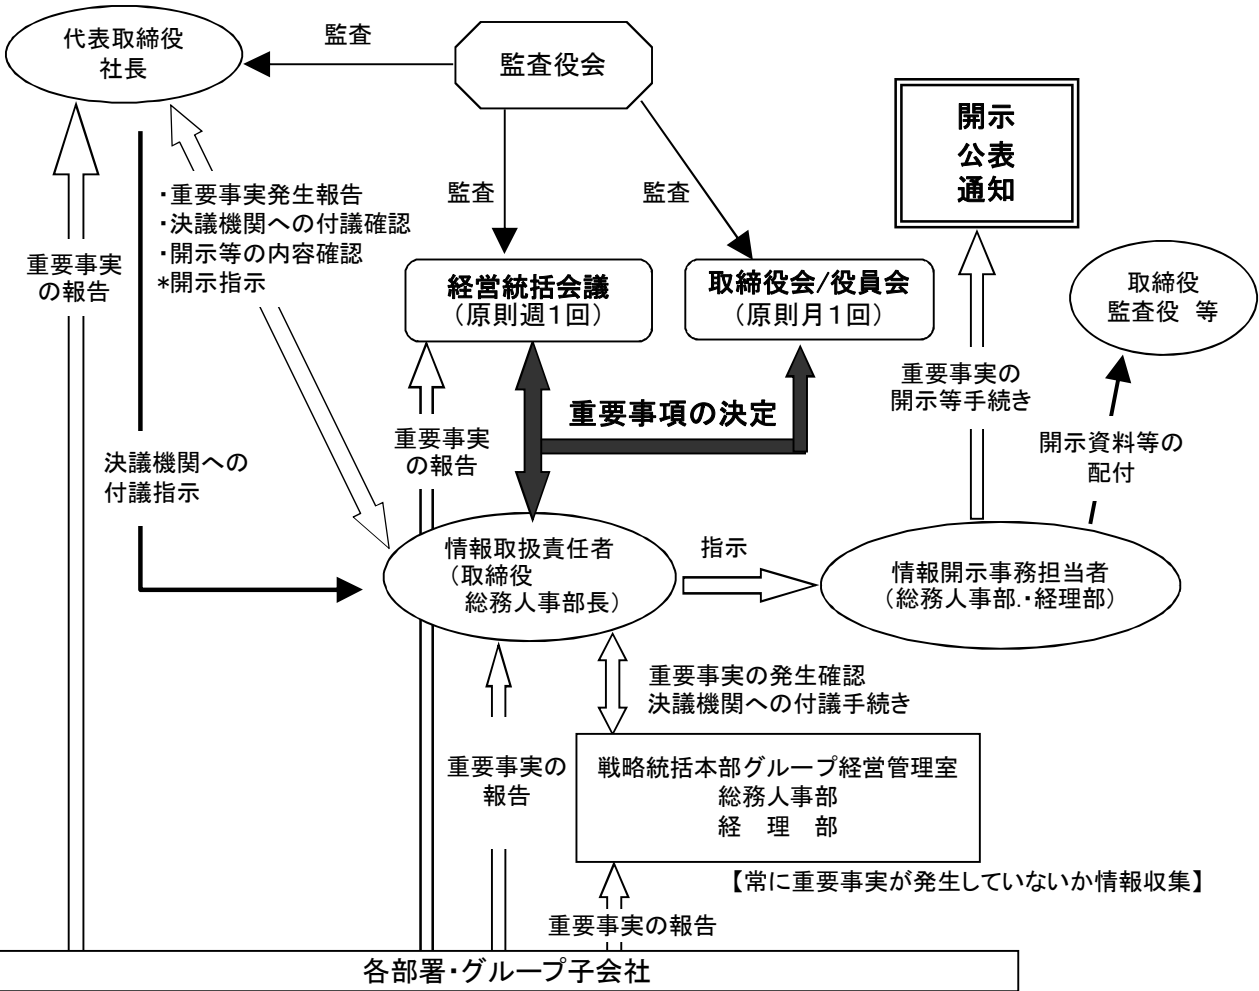 代表取締役
社長
監査
監査役会
開示
公表
通知
監査
監査
・重要事実発生報告
・決議機関への付議確認
・開示等の内容確認
*開示指示
重要事実
の報告
経営統括会議
（原則週1回）
取締役会/役員会
（原則月1回）
取締役
監査役　等
重要事実の
開示等手続き
重要事項の決定
重要事実
の報告
開示資料等の
配付
決議機関への
付議指示
情報取扱責任者
（取締役
総務人事部長）
指示
情報開示事務担当者
（総務人事部.・経理部）
重要事実の発生確認
決議機関への付議手続き
重要事実の
報告
戦略統括本部グループ経営管理室
総務人事部
経　理　部
【常に重要事実が発生していないか情報収集】
重要事実の報告
各部署・グループ子会社